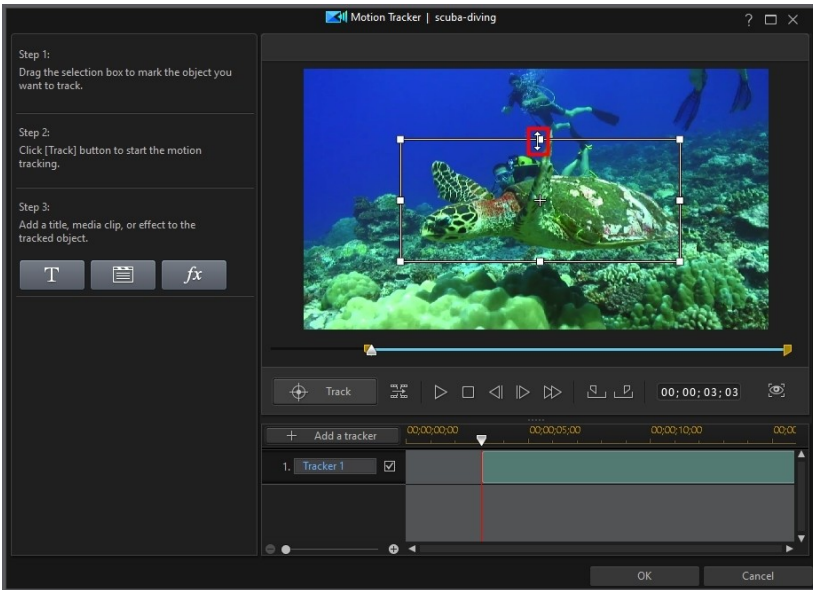 Motion Tracker | scuba-diving
Step 1:
Drag the selection box to mark the object you
want to track.
Step 2:
Click [Track] button to start the motion
tracking.
Step 3:
Add a title, media clip, or effect to the
tracked object.
T
fx
Track
00; 00; 03; 03
Add a tracker
00;00;00;00
00;00;05;00
00;00;10;00
00;00
1. Tracker 1
OK
Cancel